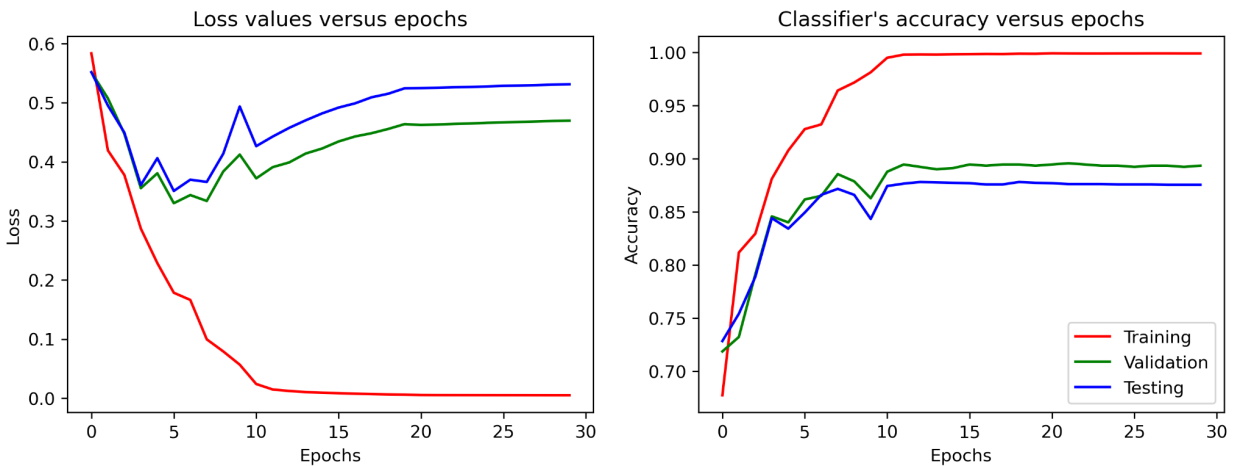 Loss values versus epochs
0.6
0.5
0.4
0.3
0.2
0.1
0.0
Loss
0 5 10 15 20 25 30
Epochs
Classifier's accuracy versus epochs
1.00
0.95
0.90
0.85
0.80
0.75
0.70
Accuracy
Training
Validation
Testing
0 5 10 15 20 25 30
Epochs